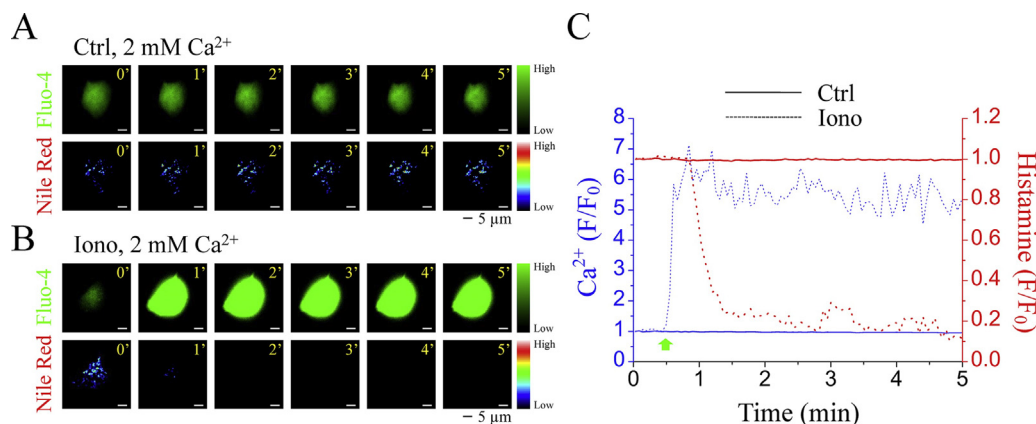 A
Ctrl, 2 mM Ca²⁺
Fluo-4
0' 1' 2' 3' 4' 5'
High
Low
Nile Red
0' 1' 2' 3' 4' 5'
High
Low
– 5 μm
B
Iono, 2 mM Ca²⁺
Fluo-4
0' 1' 2' 3' 4' 5'
High
Low
Nile Red
0' 1' 2' 3' 4' 5'
High
Low
– 5 μm
C
Ctrl
Iono
Ca²⁺ (F/F₀)
8
7
6
5
4
3
2
1
0
Histamine (F/F₀)
1.2
1.0
0.8
0.6
0.4
0.2
0.0
0 1 2 3 4 5
Time (min)